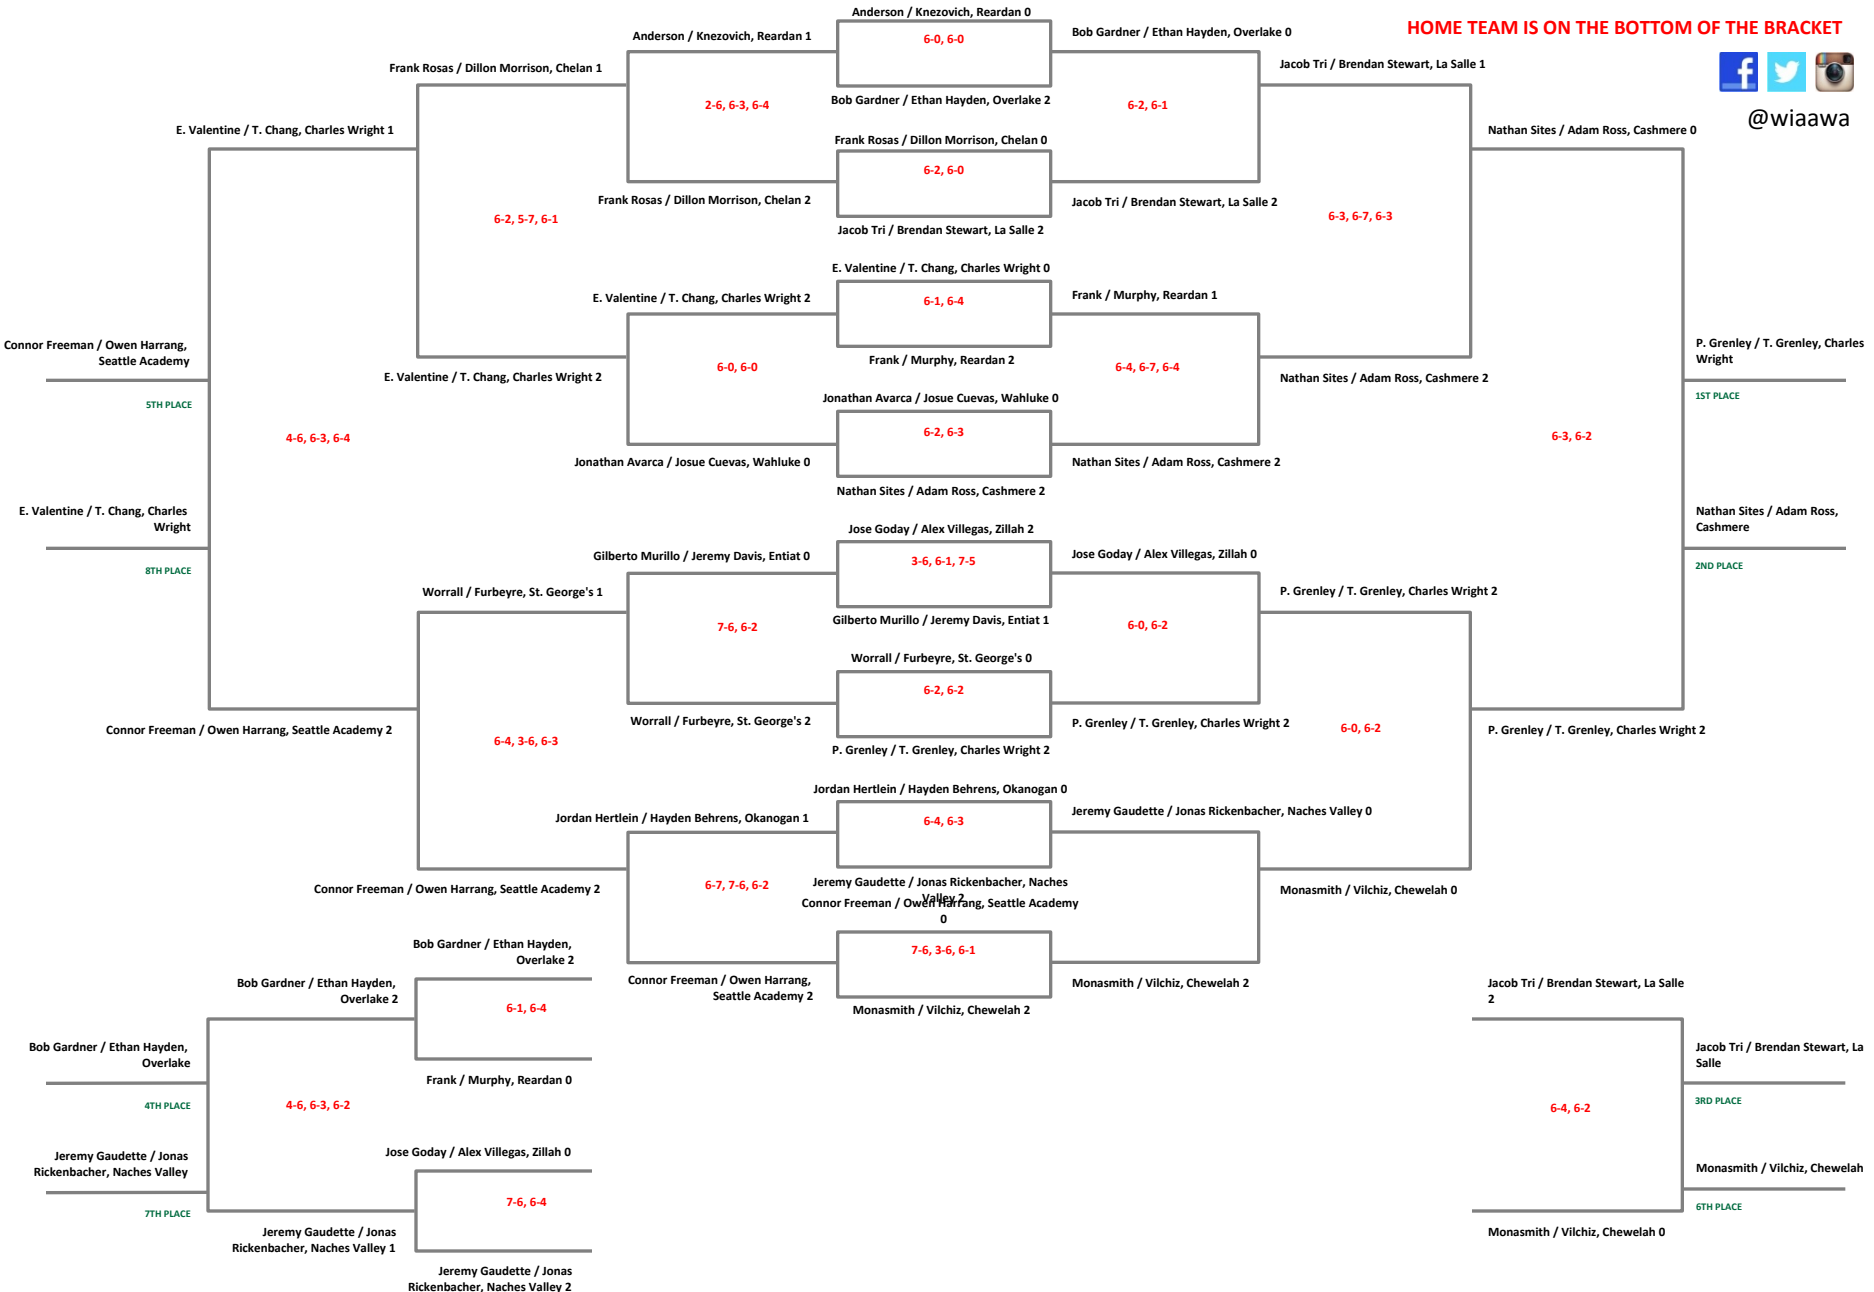 Anderson / Knezovich, Reardan 0
HOME TEAM IS ON THE BOTTOM OF THE BRACKET
Anderson / Knezovich, Reardan 1
6-0, 6-0
Bob Gardner / Ethan Hayden, Overlake 0
Frank Rosas / Dillon Morrison, Chelan 1
Jacob Tri / Brendan Stewart, La Salle 1
2-6, 6-3, 6-4
Bob Gardner / Ethan Hayden, Overlake 2
6-2, 6-1
@wiaawa
E. Valentine / T. Chang, Charles Wright 1
Frank Rosas / Dillon Morrison, Chelan 0
Nathan Sites / Adam Ross, Cashmere 0
6-2, 6-0
Frank Rosas / Dillon Morrison, Chelan 2
Jacob Tri / Brendan Stewart, La Salle 2
6-2, 5-7, 6-1
Jacob Tri / Brendan Stewart, La Salle 2
6-3, 6-7, 6-3
E. Valentine / T. Chang, Charles Wright 0
E. Valentine / T. Chang, Charles Wright 2
6-1, 6-4
Frank / Murphy, Reardan 1
Connor Freeman / Owen Harrang,
Seattle Academy
P. Grenley / T. Grenley, Charles
Wright
6-0, 6-0
Frank / Murphy, Reardan 2
6-4, 6-7, 6-4
E. Valentine / T. Chang, Charles Wright 2
Nathan Sites / Adam Ross, Cashmere 2
5TH PLACE
1ST PLACE
Jonathan Avarca / Josue Cuevas, Wahluke 0
4-6, 6-3, 6-4
6-2, 6-3
6-3, 6-2
Jonathan Avarca / Josue Cuevas, Wahluke 0
Nathan Sites / Adam Ross, Cashmere 2
Nathan Sites / Adam Ross, Cashmere 2
E. Valentine / T. Chang, Charles
Wright
Nathan Sites / Adam Ross,
Cashmere
Jose Goday / Alex Villegas, Zillah 2
Gilberto Murillo / Jeremy Davis, Entiat 0
3-6, 6-1, 7-5
Jose Goday / Alex Villegas, Zillah 0
8TH PLACE
2ND PLACE
Worrall / Furbeyre, St. George's 1
P. Grenley / T. Grenley, Charles Wright 2
7-6, 6-2
Gilberto Murillo / Jeremy Davis, Entiat 1
6-0, 6-2
Worrall / Furbeyre, St. George's 0
6-2, 6-2
Worrall / Furbeyre, St. George's 2
P. Grenley / T. Grenley, Charles Wright 2
Connor Freeman / Owen Harrang, Seattle Academy 2
6-4, 3-6, 6-3
P. Grenley / T. Grenley, Charles Wright 2
6-0, 6-2
P. Grenley / T. Grenley, Charles Wright 2
Jordan Hertlein / Hayden Behrens, Okanogan 0
Jordan Hertlein / Hayden Behrens, Okanogan 1
6-4, 6-3
Jeremy Gaudette / Jonas Rickenbacher, Naches Valley 0
Connor Freeman / Owen Harrang, Seattle Academy 2
6-7, 7-6, 6-2
Jeremy Gaudette / Jonas Rickenbacher, Naches
Valley 2
Monasmith / Vilchiz, Chewelah 0
Connor Freeman / Owen Harrang, Seattle Academy
0
Bob Gardner / Ethan Hayden,
Overlake 2
7-6, 3-6, 6-1
Bob Gardner / Ethan Hayden,
Overlake 2
Connor Freeman / Owen Harrang,
Seattle Academy 2
Monasmith / Vilchiz, Chewelah 2
Jacob Tri / Brendan Stewart, La Salle
2
6-1, 6-4
Monasmith / Vilchiz, Chewelah 2
Bob Gardner / Ethan Hayden,
Overlake
Jacob Tri / Brendan Stewart, La
Salle
Frank / Murphy, Reardan 0
4TH PLACE
4-6, 6-3, 6-2
6-4, 6-2
3RD PLACE
Jeremy Gaudette / Jonas
Rickenbacher, Naches Valley
Jose Goday / Alex Villegas, Zillah 0
Monasmith / Vilchiz, Chewelah
7TH PLACE
7-6, 6-4
6TH PLACE
Jeremy Gaudette / Jonas
Rickenbacher, Naches Valley 1
Monasmith / Vilchiz, Chewelah 0
Jeremy Gaudette / Jonas
Rickenbacher, Naches Valley 2